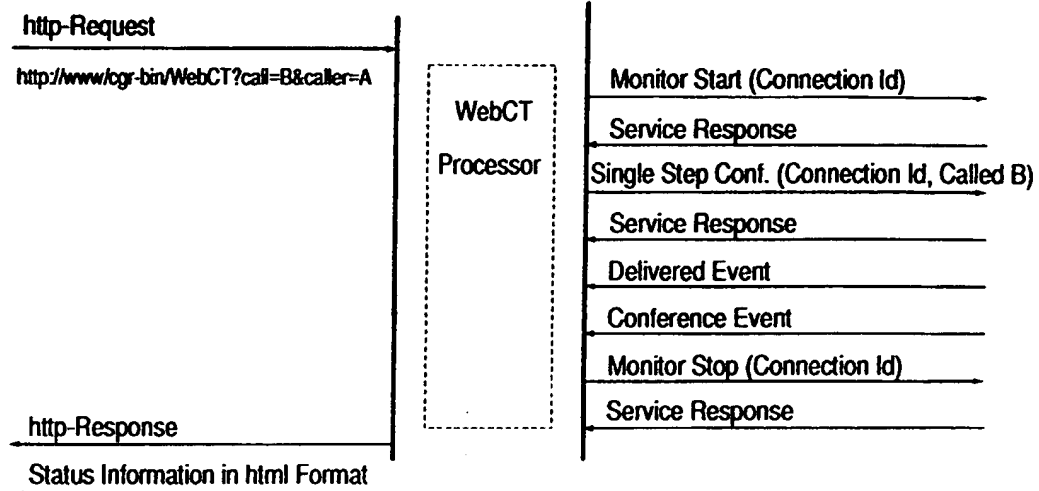 http-Request
http://www/cgr-bin/WebCT?call=B&caller=A
WebCT
Processor
Monitor Start (Connection Id)
Service Response
Single Step Conf. (Connection Id, Called B)
Service Response
Delivered Event
Conference Event
Monitor Stop (Connection Id)
Service Response
http-Response
Status Information in html Format